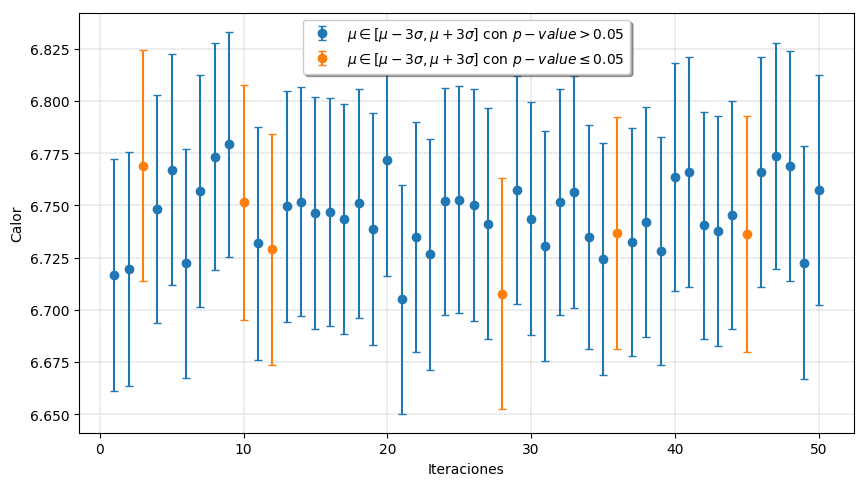 μ ∈ [μ − 3σ, μ + 3σ] con p − value > 0.05
μ ∈ [μ − 3σ, μ + 3σ] con p − value ≤ 0.05
6.825
6.800
6.775
6.750
6.725
6.700
6.675
6.650
Calor
0 10 20 30 40 50
Iteraciones